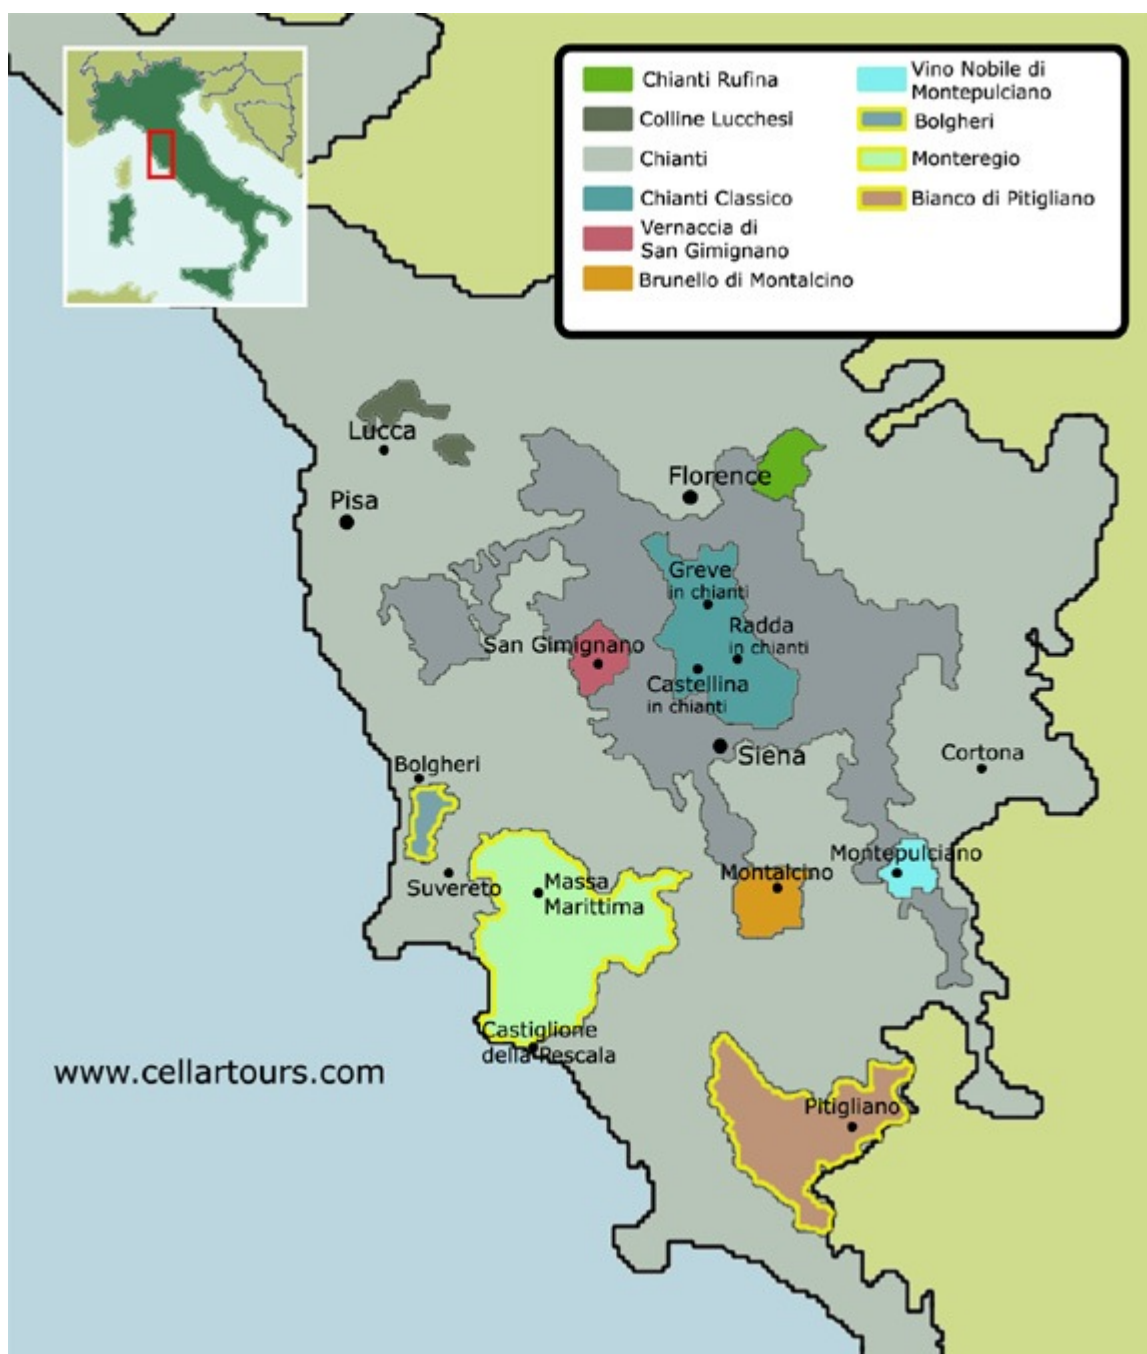 Chianti Rufina
Colline Lucchesi
Chianti
Chianti Classico
Vernaccia di
San Gimignano
Brunello di Montalcino
Vino Nobile di
Montepulciano
Bolgheri
Monteregio
Bianco di Pitigliano
Lucca
Florence
Pisa
Greve
in chianti
Radda
in chianti
San Gimignano
Castellina
in chianti
Siena
Cortona
Bolgheri
Montepulciano
Suvereto
Massa
Marittima
Montalcino
Castiglione
della Pescala
www.cellartours.com
Pitigliano